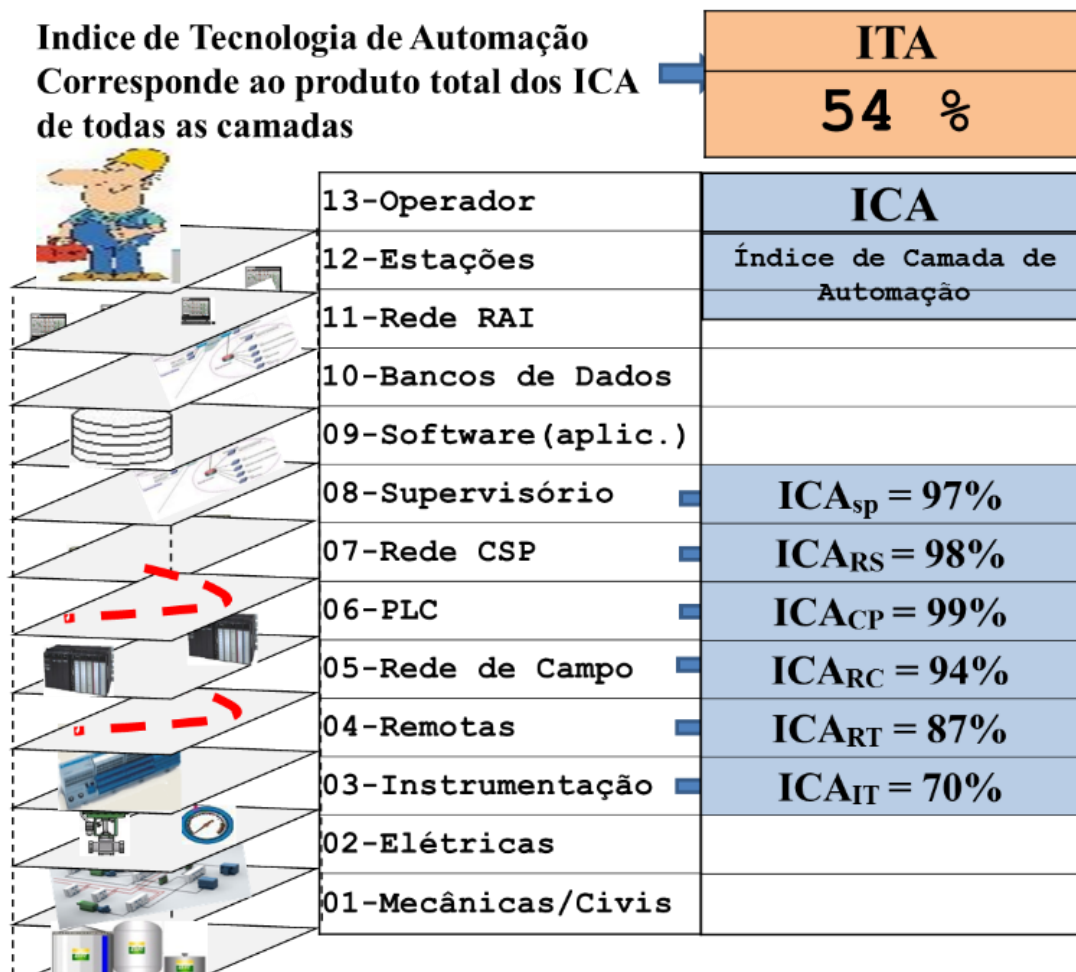 Indice de Tecnologia de Automação
Corresponde ao produto total dos ICA
de todas as camadas
ITA
54 %
13-Operador
ICA
12-Estações
Índice de Camada de
Automação
11-Rede RAI
10-Bancos de Dados
09-Software(aplic.)
08-Supervisório
ICAsp = 97%
07-Rede CSP
ICARS = 98%
06-PLC
ICACP = 99%
05-Rede de Campo
ICARC = 94%
04-Remotas
ICART = 87%
03-Instrumentação
ICAIT = 70%
02-Elétricas
01-Mecânicas/Civis